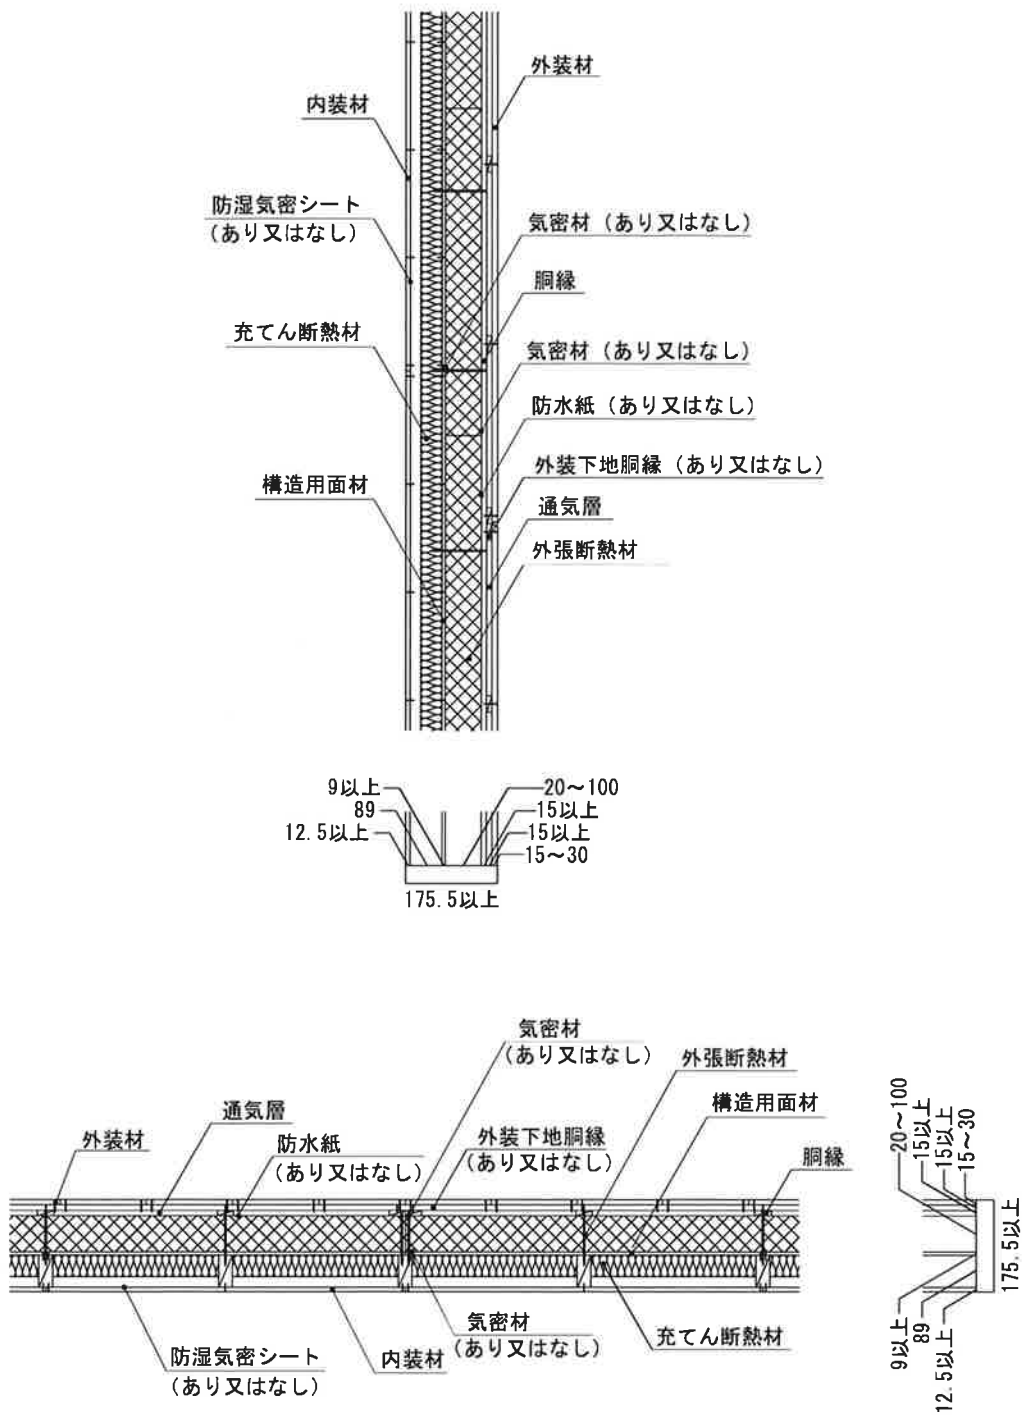 外装材
内装材
防湿気密シート
(あり又はなし)
気密材 (あり又はなし)
胴縁
充てん断熱材
気密材 (あり又はなし)
防水紙 (あり又はなし)
外装下地胴縁 (あり又はなし)
構造用面材
通気層
外張断熱材
9以上
89
12.5以上
20~100
15以上
15以上
15~30
175.5以上
気密材
(あり又はなし)
外張断熱材
構造用面材
通気層
外装材
防水紙
(あり又はなし)
外装下地胴縁
(あり又はなし)
胴縁
防湿気密シート
(あり又はなし)
内装材
気密材
(あり又はなし)
充てん断熱材
20~100
15以上
15以上
15~30
175.5以上
9以上
89
12.5以上